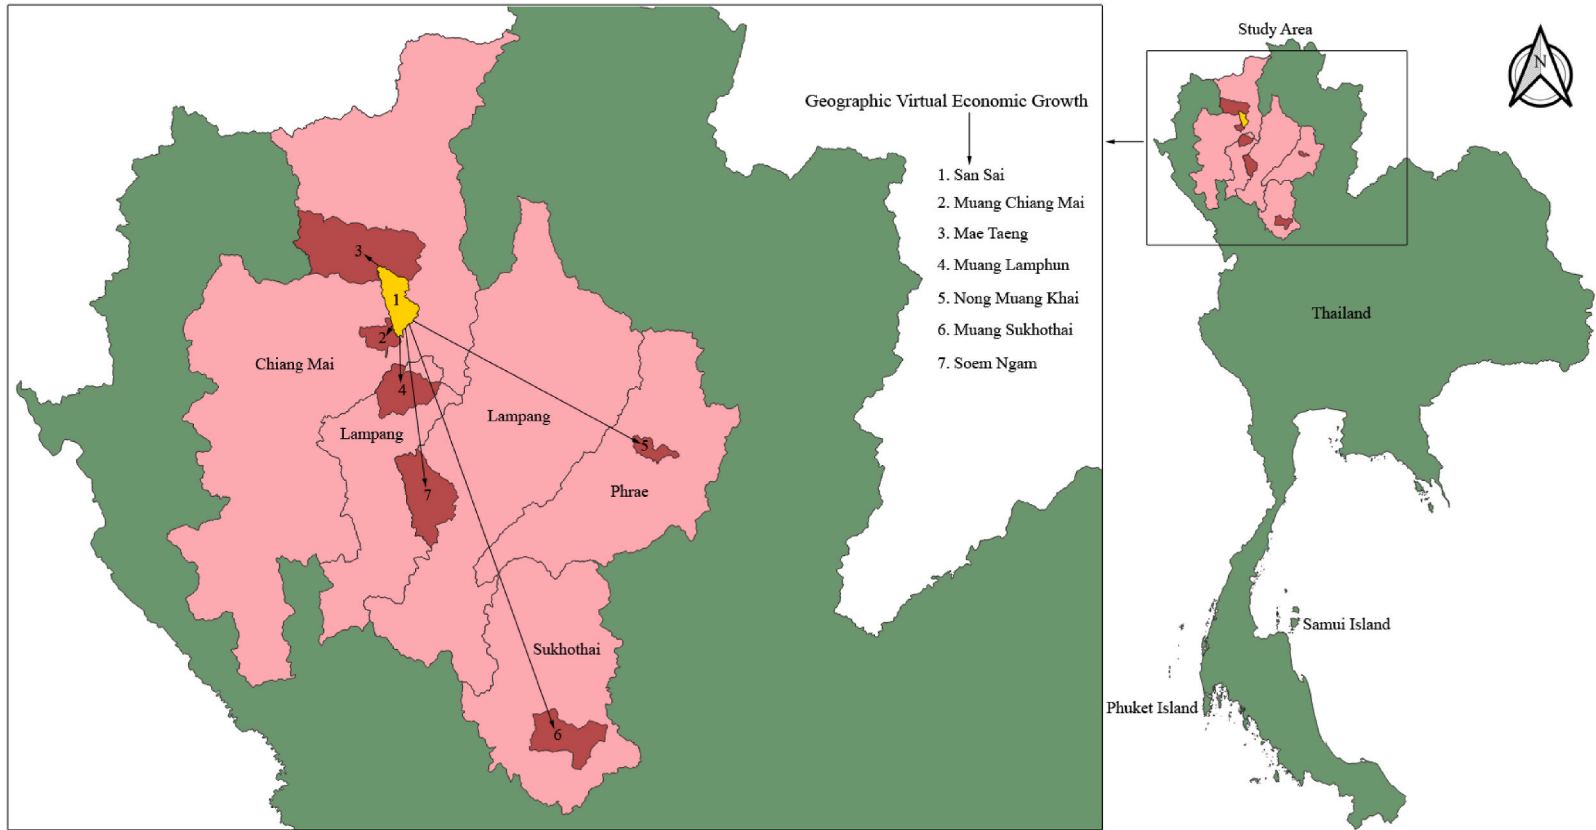 Study Area
N
Geographic Virtual Economic Growth
1. San Sai
2. Muang Chiang Mai
3. Mae Taeng
4. Muang Lamphun
5. Nong Muang Khai
6. Muang Sukhothai
7. Soem Ngam
3
1
2
Chiang Mai
4
Lampang
Lampang
5
7
Phrae
Sukhothai
6
Thailand
Samui Island
Phuket Island